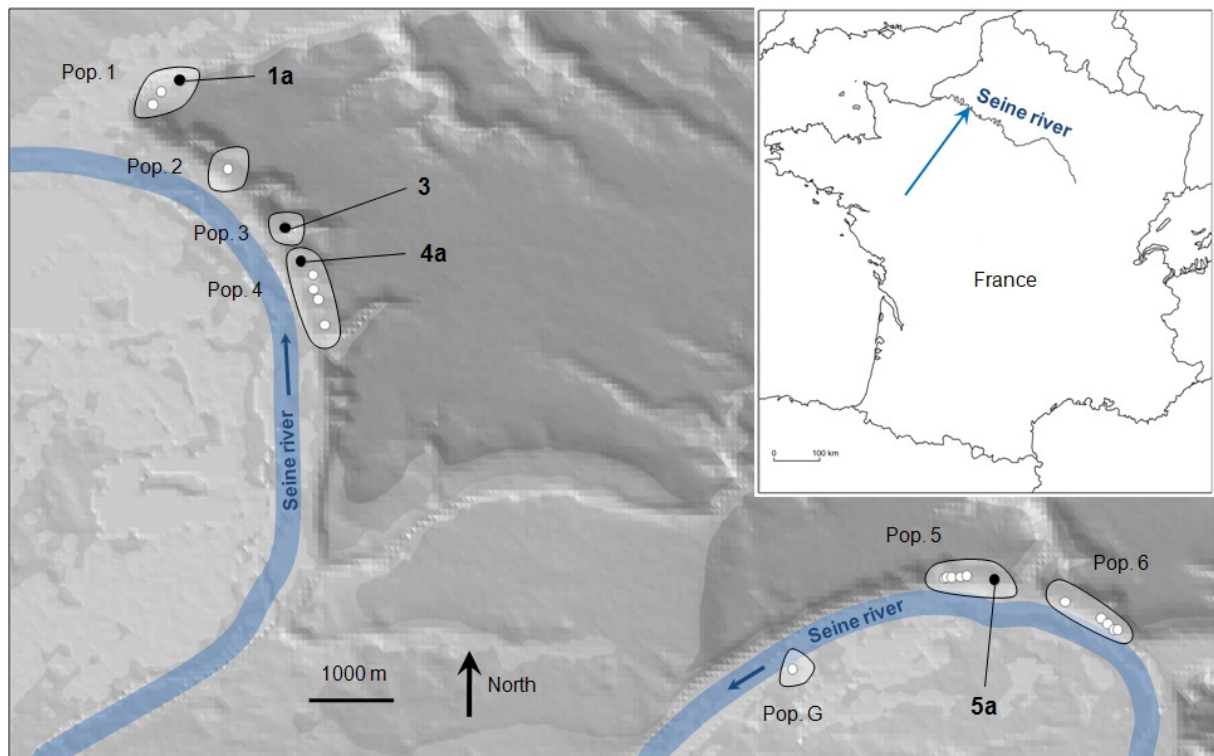 Pop. 1
1a
Pop. 2
3
Pop. 3
4a
Pop. 4
Seine river
1000 m
North
Seine river
France
0
100 km
Pop. 5
Pop. 6
Seine river
Pop. G
5a